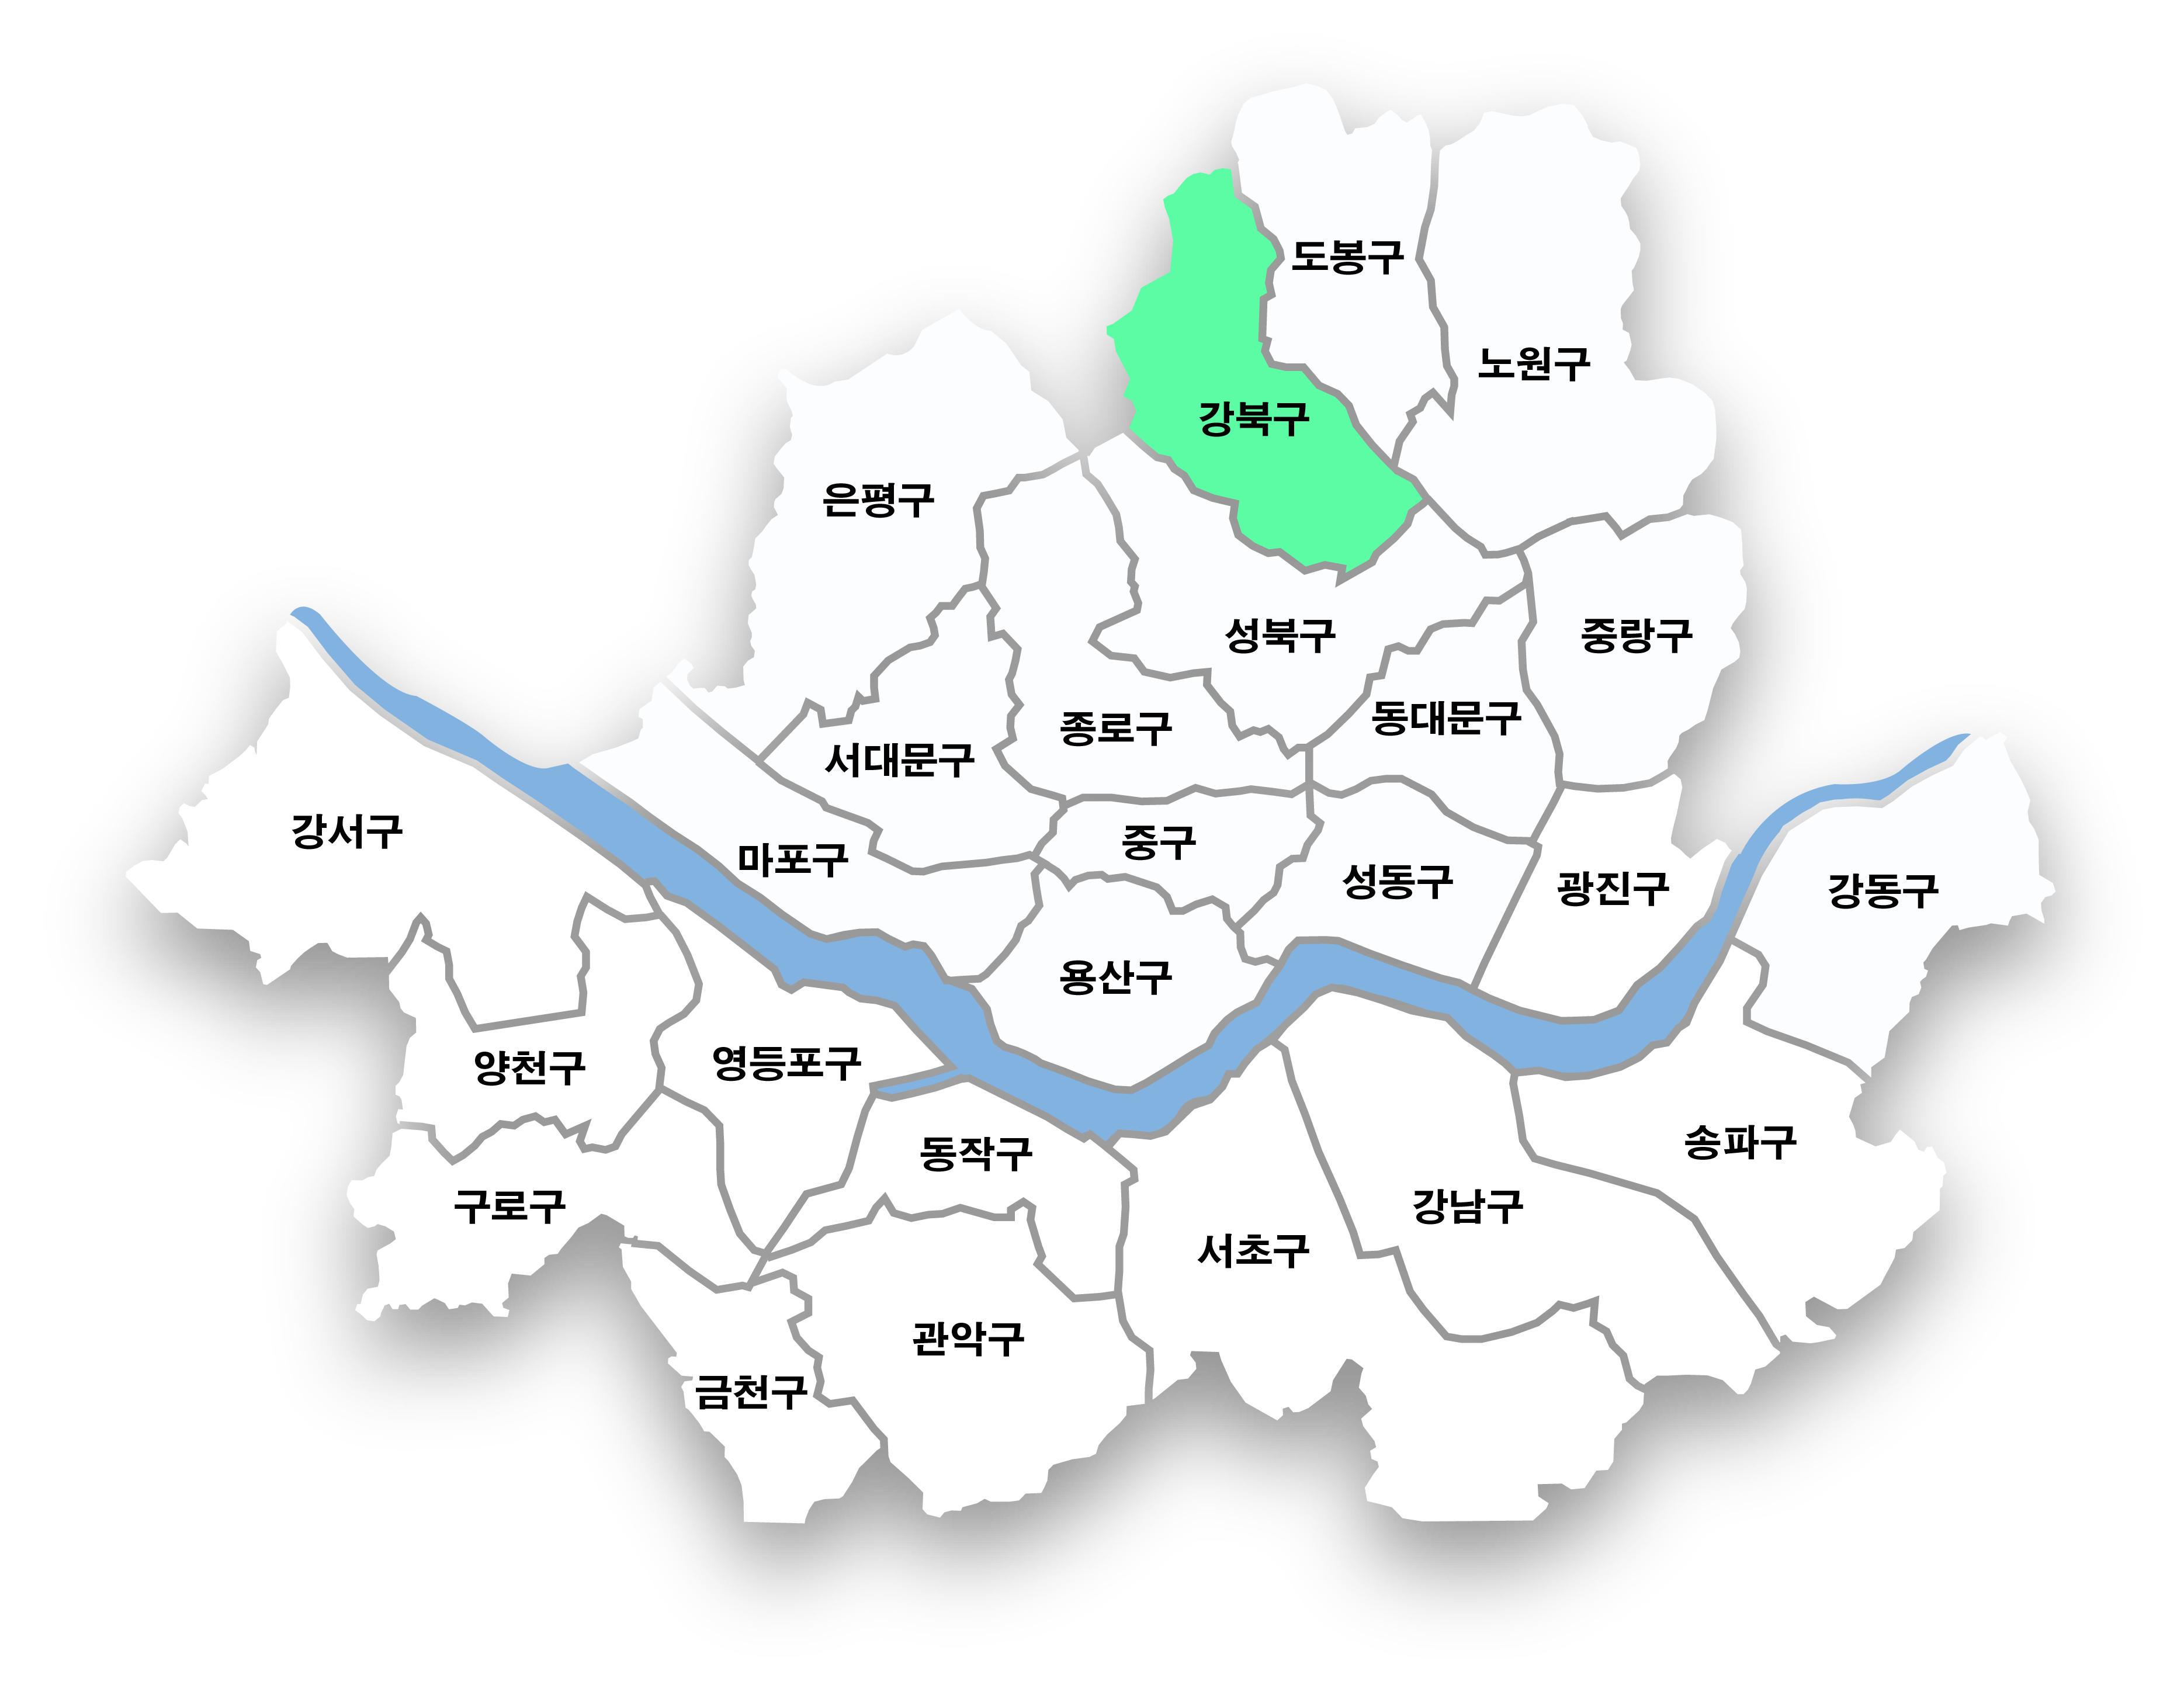 도봉구
노원구
강북구
은평구
성북구
중랑구
동대문구
종로구
서대문구
강서구
중구
마포구
성동구
광진구
강동구
용산구
영등포구
양천구
송파구
동작구
구로구
강남구
서초구
관악구
금천구